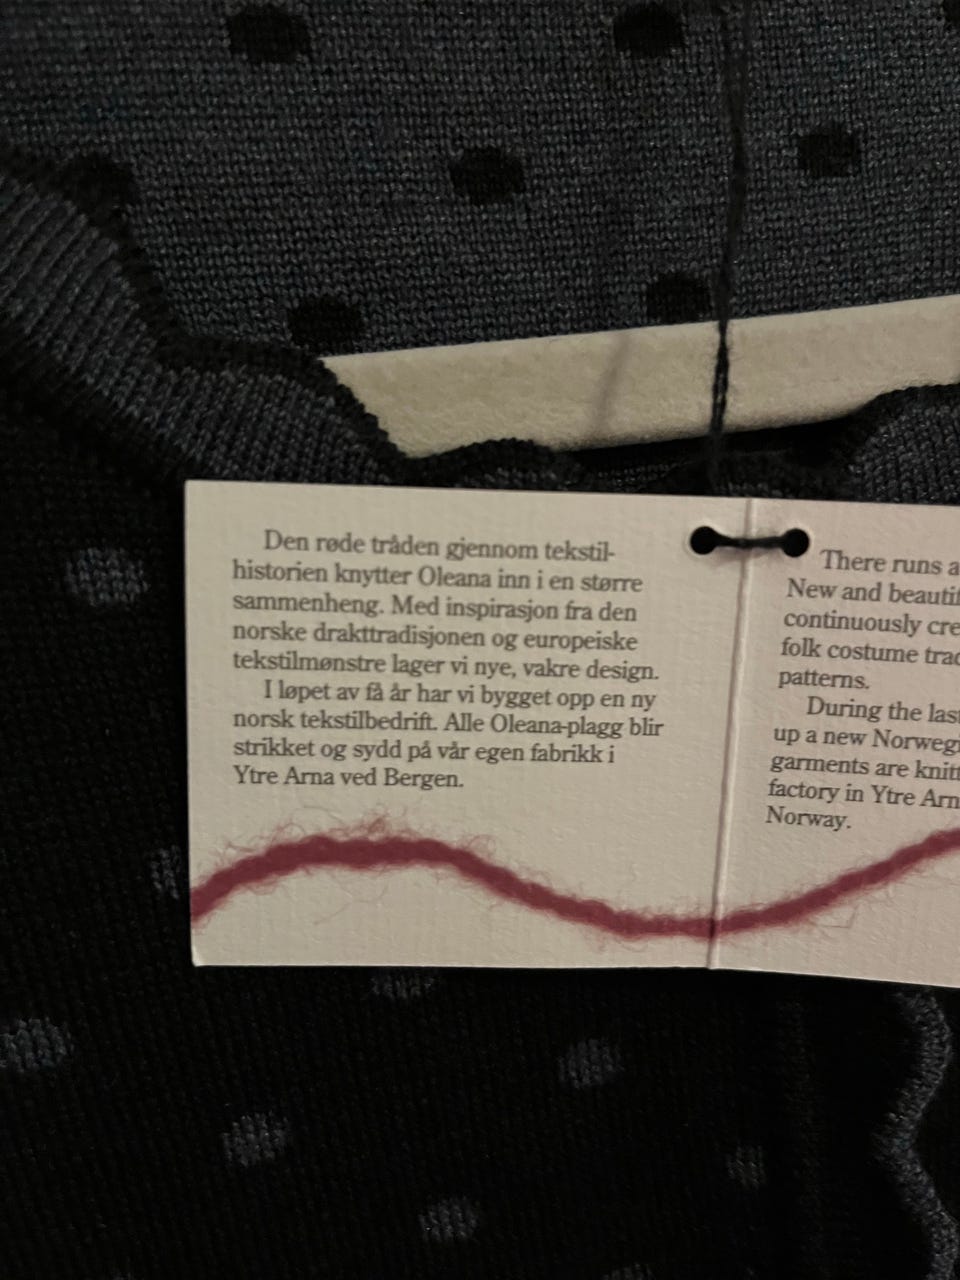 Den røde tråden gjennom tekstil-
historien knytter Oleana inn i en større
sammenheng. Med inspirasjon fra den
norske drakttradisjonen og europeiske
tekstilmønstre lager vi nye, vakre design.
I løpet av få år har vi bygget opp en ny
norsk tekstilbedrift. Alle Oleana-plagg blir
strikket og sydd på vår egen fabrikk i
Ytre Arna ved Bergen.
There runs a
New and beautif
continuously cre
folk costume trad
patterns.
During the last
up a new Norwegi
garments are knitt
factory in Ytre Arn
Norway.